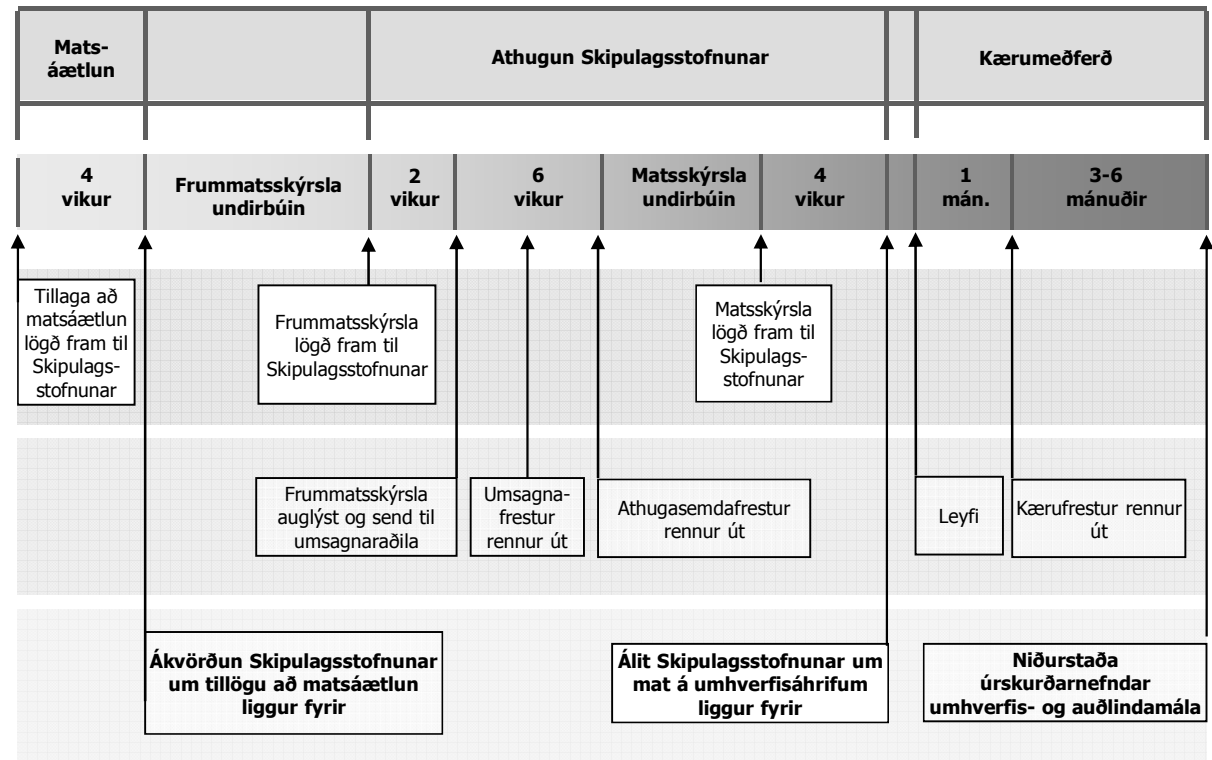 Mats-
áætlun
Athugun Skipulagsstofnunar
Kærumeðferð
4
vikur
Frummatsskýrsla
undirbúin
2
vikur
6
vikur
Matsskýrsla
undirbúin
4
vikur
1
mán.
3-6
mánuðir
Tillaga að
matsáætlun
lögð fram til
Skipulags-
stofnunar
Frummatsskýrsla
lögð fram til
Skipulagsstofnunar
Matsskýrsla
lögð fram til
Skipulags-
stofnunar
Frummatsskýrsla
auglýst og send til
umsagnaraðila
Umsagna-
frestur
rennur út
Athugasemdafrestur
rennur út
Leyfi
Kærufrestur rennur
út
Ákvörðun Skipulagsstofnunar
um tillögu að matsáætlun
liggur fyrir
Álit Skipulagsstofnunar um
mat á umhverfisáhrifum
liggur fyrir
Niðurstaða
úrskurðarnefndar
umhverfis- og auðlindamála